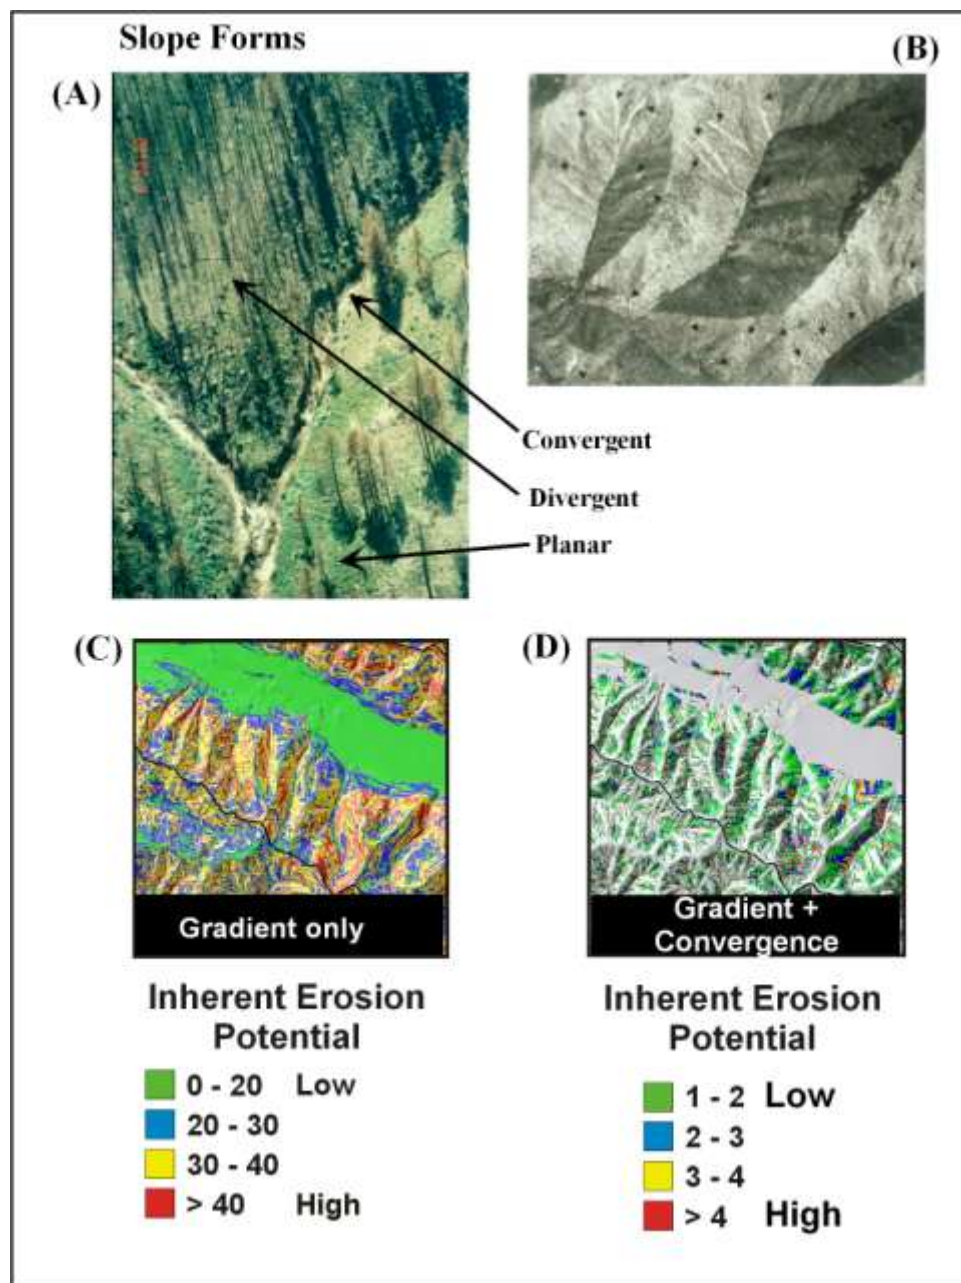 Slope Forms
(A)
(B)
Convergent
Divergent
Planar
(C)
(D)
Gradient only
Gradient +
Convergence
Inherent Erosion
Potential
0 - 20 Low
20 - 30
30 - 40
> 40 High
Inherent Erosion
Potential
1 - 2 Low
2 - 3
3 - 4
> 4 High